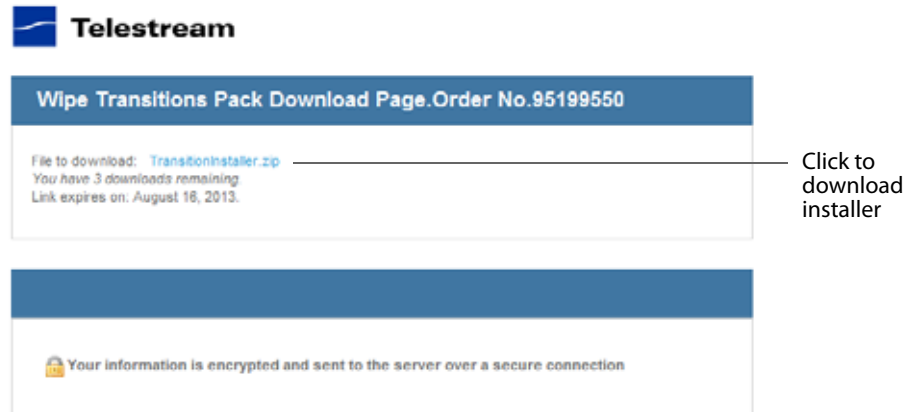 Telestream
Wipe Transitions Pack Download Page.Order No.95199550
File to download: TransitionInstaller.zip
You have 3 downloads remaining.
Link expires on: August 16, 2013.
Click to
download
installer
Your information is encrypted and sent to the server over a secure connection